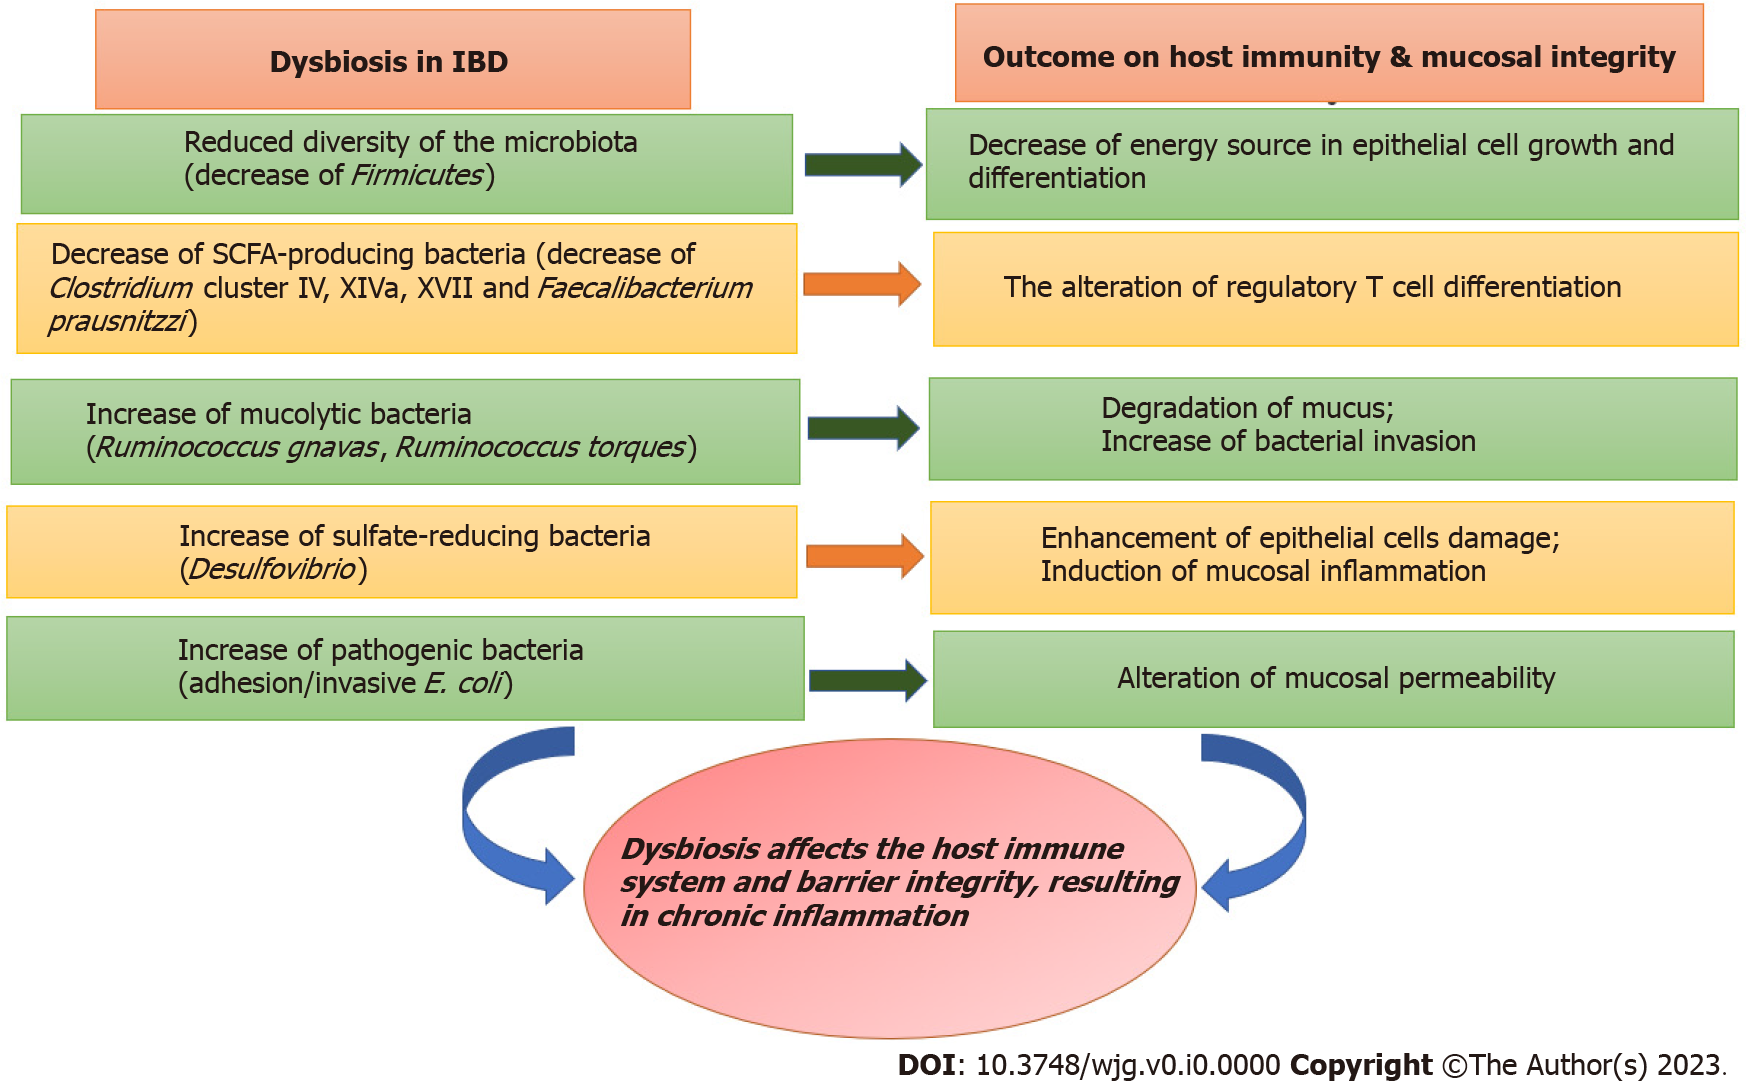 Dysbiosis in IBD
Outcome on host immunity & mucosal integrity
Reduced diversity of the microbiota
(decrease of Firmicutes)
Decrease of energy source in epithelial cell growth and
differentiation
Decrease of SCFA-producing bacteria (decrease of
Clostridium cluster IV, XIVa, XVII and Faecalibacterium
prausnitzzi)
The alteration of regulatory T cell differentiation
Increase of mucolytic bacteria
(Ruminococcus gnavas, Ruminococcus torques)
Degradation of mucus;
Increase of bacterial invasion
Increase of sulfate-reducing bacteria
(Desulfovibrio)
Enhancement of epithelial cells damage;
Induction of mucosal inflammation
Increase of pathogenic bacteria
(adhesion/invasive E. coli)
Alteration of mucosal permeability
Dysbiosis affects the host immune
system and barrier integrity, resulting
in chronic inflammation
DOI: 10.3748/wjg.v0.i0.0000 Copyright ©The Author(s) 2023.